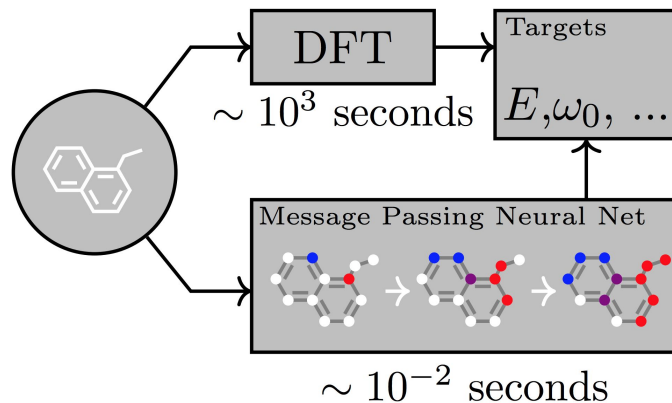 DFT
Targets
∼ 10³ seconds
E,ω₀, ...
Message Passing Neural Net
∼ 10⁻² seconds